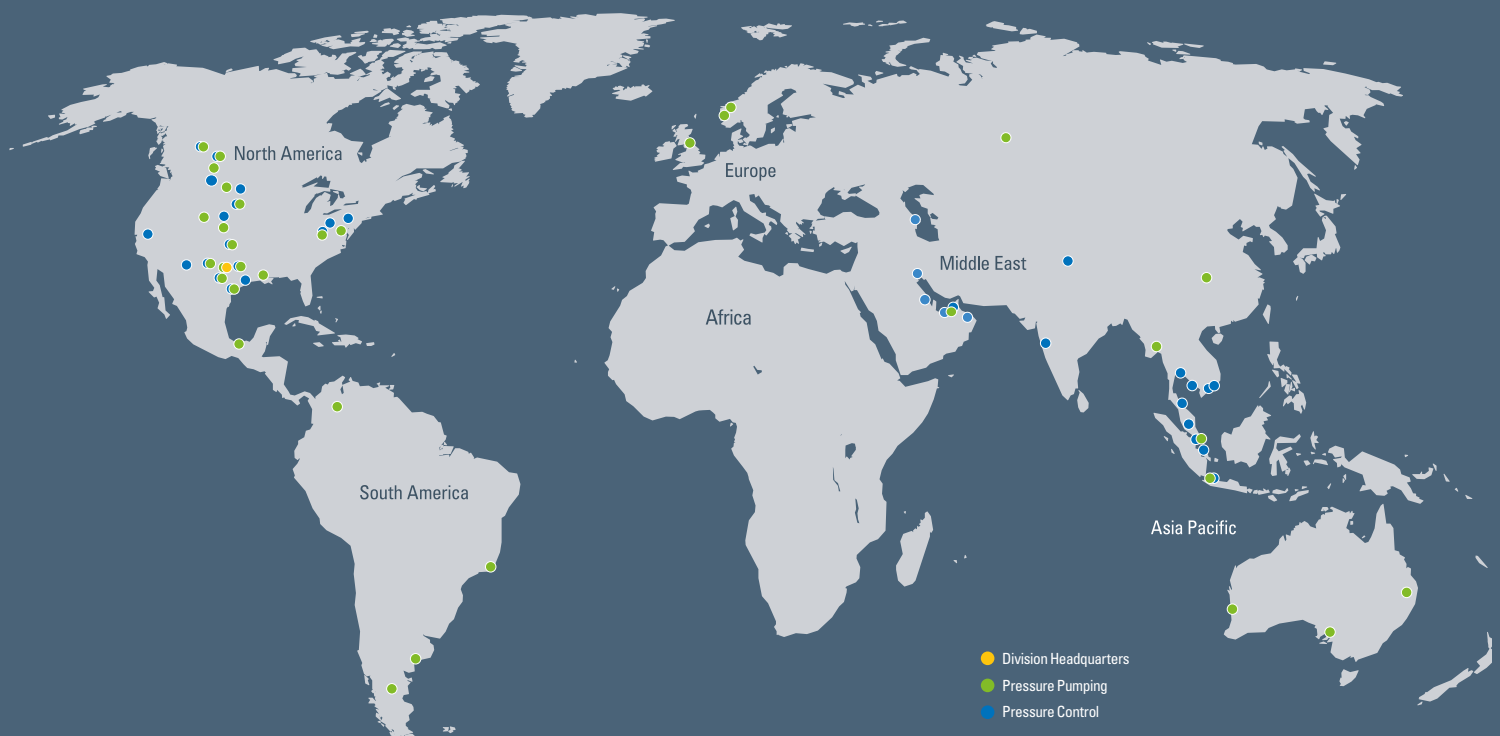 North America
Europe
Middle East
Africa
South America
Asia Pacific
Division Headquarters
Pressure Pumping
Pressure Control